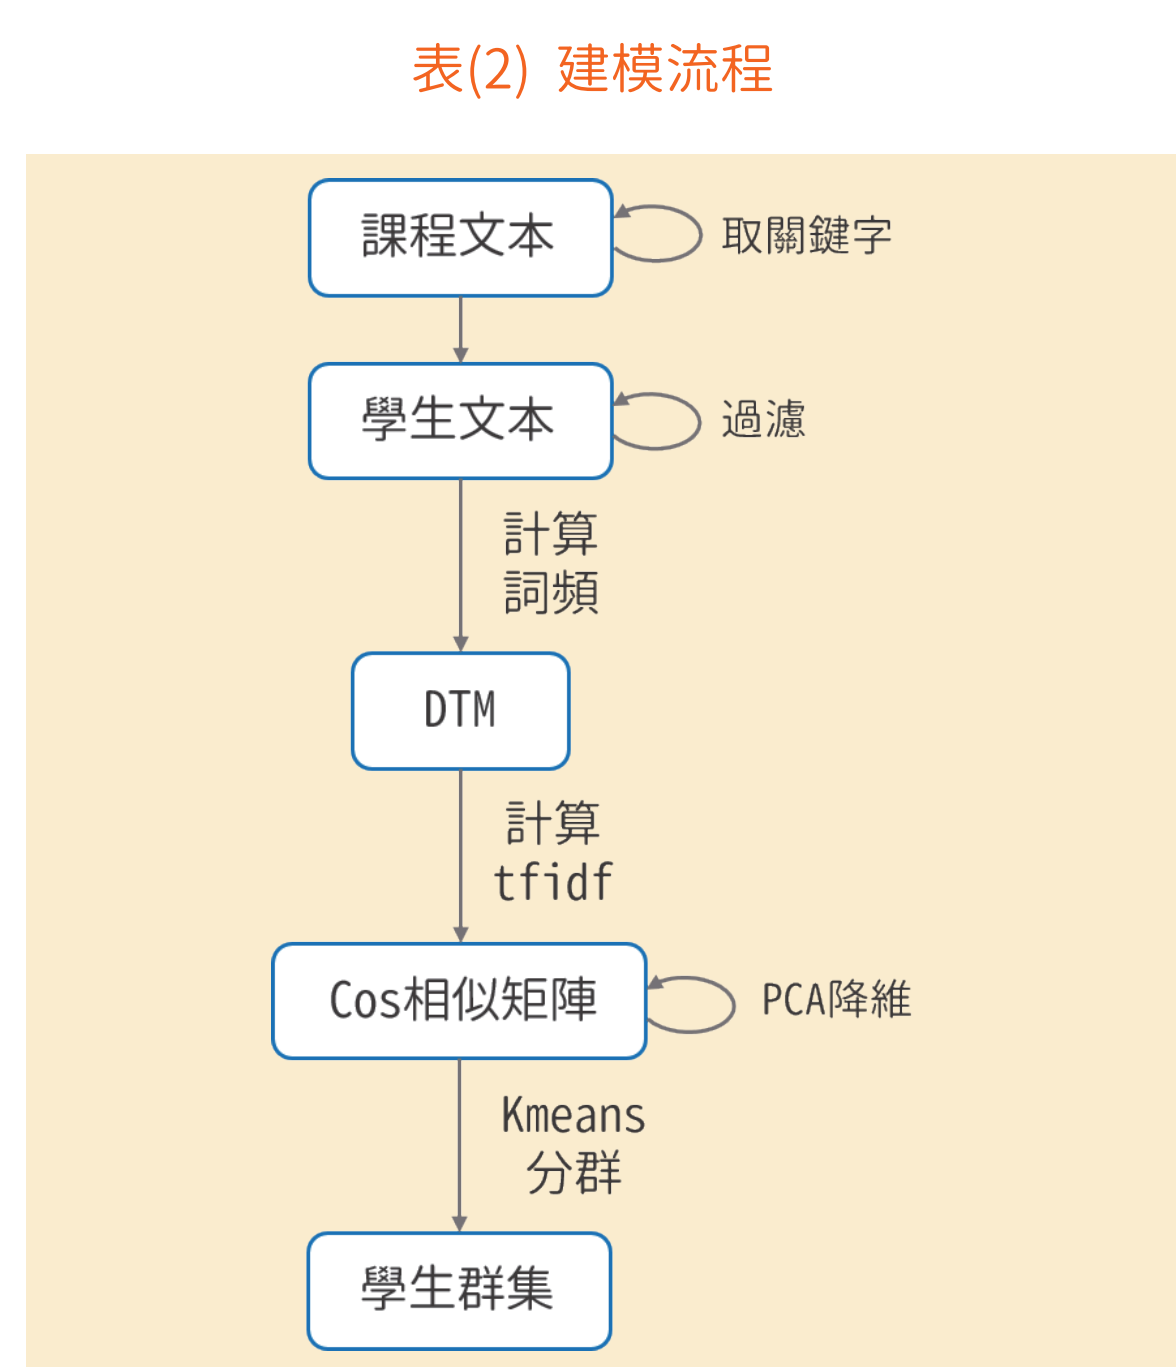 表(2) 建模流程
課程文本
取關鍵字
學生文本
過濾
計算
詞頻
DTM
計算
tfidf
Cos相似矩陣
PCA降維
Kmeans
分群
學生群集